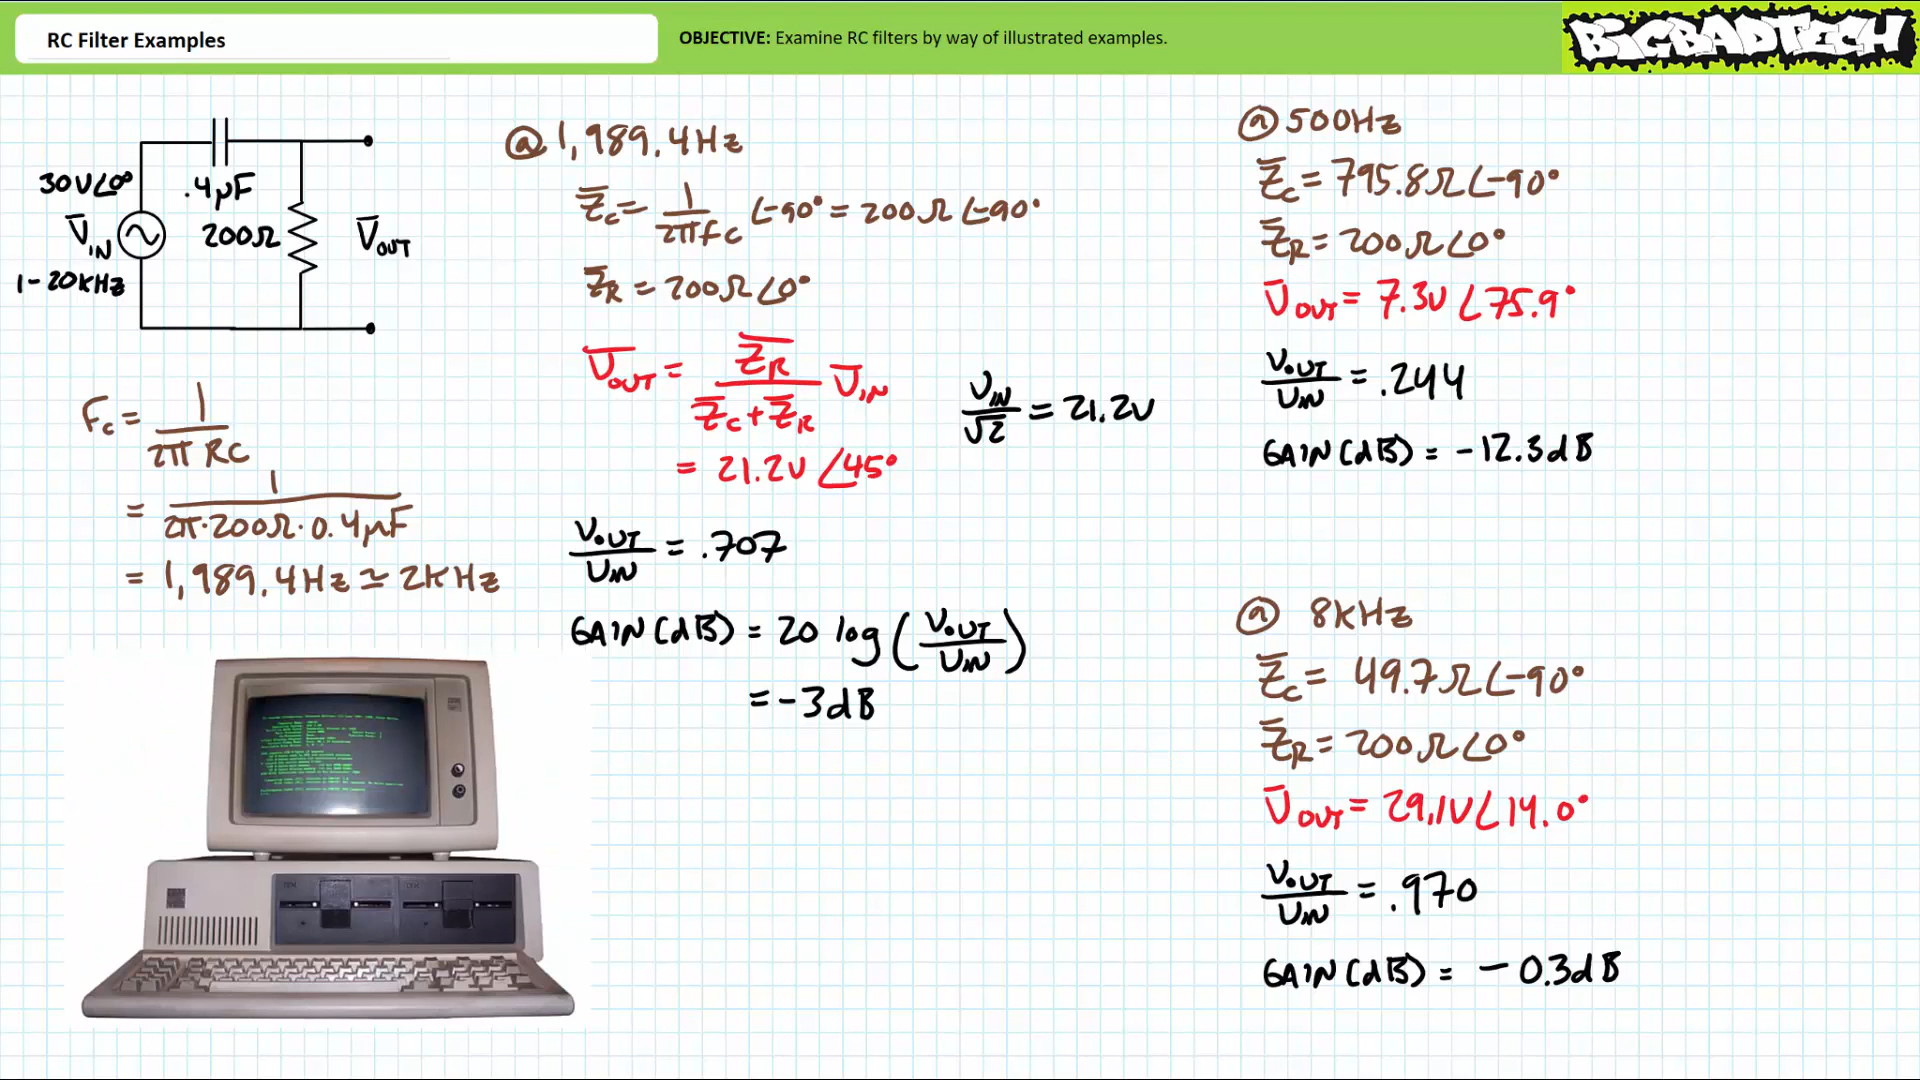 RC Filter Examples
OBJECTIVE: Examine RC filters by way of illustrated examples.
BIGBADTECH
30V∠0°
.4μF
V̅IN
200Ω
V̅OUT
1-20KHz
Fc = 1 / 2π RC
= 1 / 2π·200Ω·0.4μF
= 1,989.4Hz ≃ 2KHz
@ 1,989.4Hz
Z̅c = 1 / 2πfC ∠-90° = 200Ω ∠-90°
Z̅R = 200Ω∠0°
V̅OUT = Z̅R / Z̅C + Z̅R V̅IN
= 21.2V ∠45°
VIN / √2 = 21.2V
VOUT / VIN = .707
GAIN(dB) = 20 log (VOUT / VIN)
= -3dB
@ 500Hz
Z̅c = 795.8Ω∠-90°
Z̅R = 200Ω∠0°
V̅OUT = 7.3V ∠75.9°
VOUT / VIN = .244
GAIN(dB) = -12.3dB
@ 8KHz
Z̅c = 49.7Ω∠-90°
Z̅R = 200Ω∠0°
V̅OUT = 29.1V∠14.0°
VOUT / VIN = .970
GAIN(dB) = -0.3dB